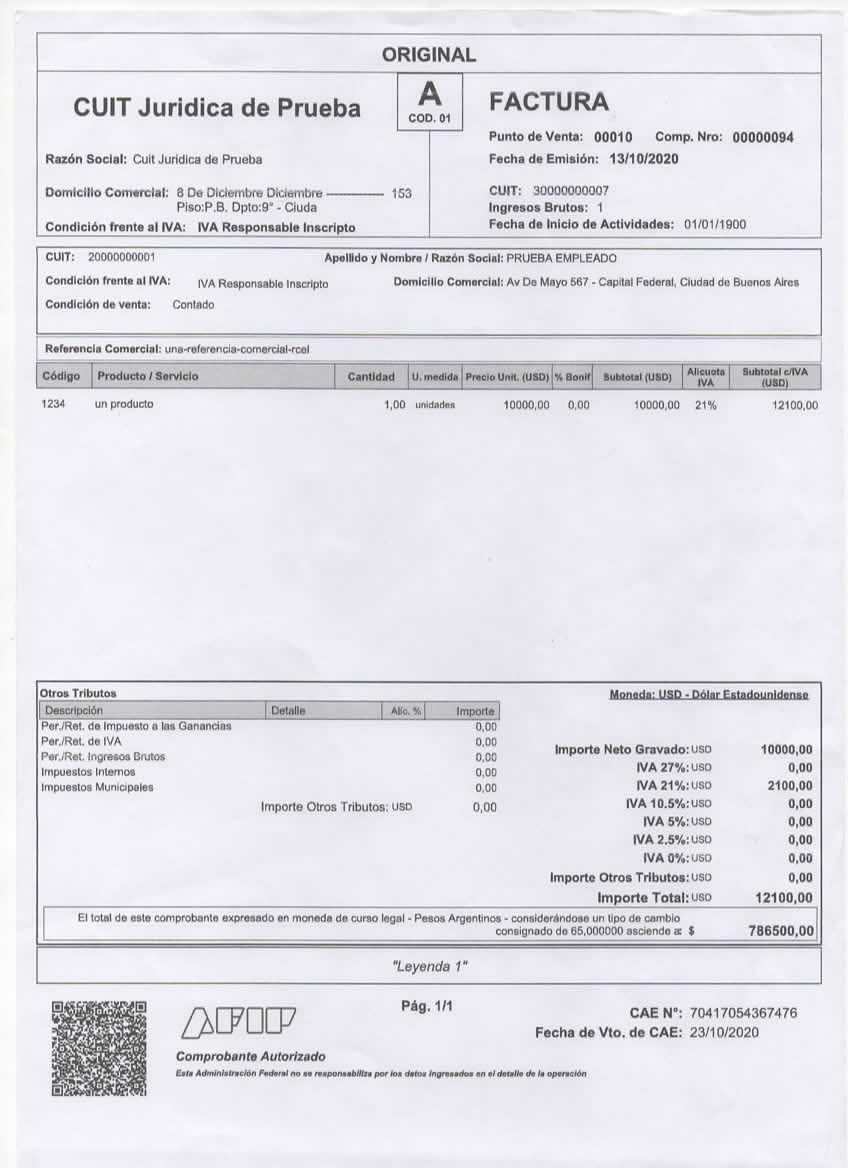 ORIGINAL
CUIT Juridica de Prueba
A
COD. 01
FACTURA
Punto de Venta: 00010 Comp. Nro: 00000094
Razón Social: Cuit Juridica de Prueba
Fecha de Emisión: 13/10/2020
Domicilio Comercial: 8 De Diciembre Diciembre -------------- 153
Piso:P.B. Dpto:9° - Ciuda
CUIT: 30000000007
Ingresos Brutos: 1
Condición frente al IVA: IVA Responsable Inscripto
Fecha de Inicio de Actividades: 01/01/1900
CUIT: 20000000001 Apellido y Nombre / Razón Social: PRUEBA EMPLEADO
Condición frente al IVA: IVA Responsable Inscripto Domicilio Comercial: Av De Mayo 567 - Capital Federal, Ciudad de Buenos Aires
Condición de venta: Contado
Referencia Comercial: una-referencia-comercial-rcel
Código Producto / Servicio Cantidad U. medida Precio Unit. (USD) % Bonif Subtotal (USD) Alicuota IVA Subtotal c/IVA (USD)
1234 un producto 1,00 unidades 10000,00 0,00 10000,00 21% 12100,00
Otros Tributos
Descripción Detalle Alíc. % Importe
Per./Ret. de Impuesto a las Ganancias 0,00
Per./Ret. de IVA 0,00
Per./Ret. Ingresos Brutos 0,00
Impuestos Internos 0,00
Impuestos Municipales 0,00
Importe Otros Tributos: USD 0,00
Moneda: USD - Dólar Estadounidense
Importe Neto Gravado: USD 10000,00
IVA 27%: USD 0,00
IVA 21%: USD 2100,00
IVA 10.5%: USD 0,00
IVA 5%: USD 0,00
IVA 2.5%: USD 0,00
IVA 0%: USD 0,00
Importe Otros Tributos: USD 0,00
Importe Total: USD 12100,00
El total de este comprobante expresado en moneda de curso legal - Pesos Argentinos - considerándose un tipo de cambio
consignado de 65,000000 asciende a: $ 786500,00
"Leyenda 1"
AFIP
Pág. 1/1
CAE N°: 70417054367476
Fecha de Vto. de CAE: 23/10/2020
Comprobante Autorizado
Esta Administración Federal no se responsabiliza por los datos ingresados en el detalle de la operación